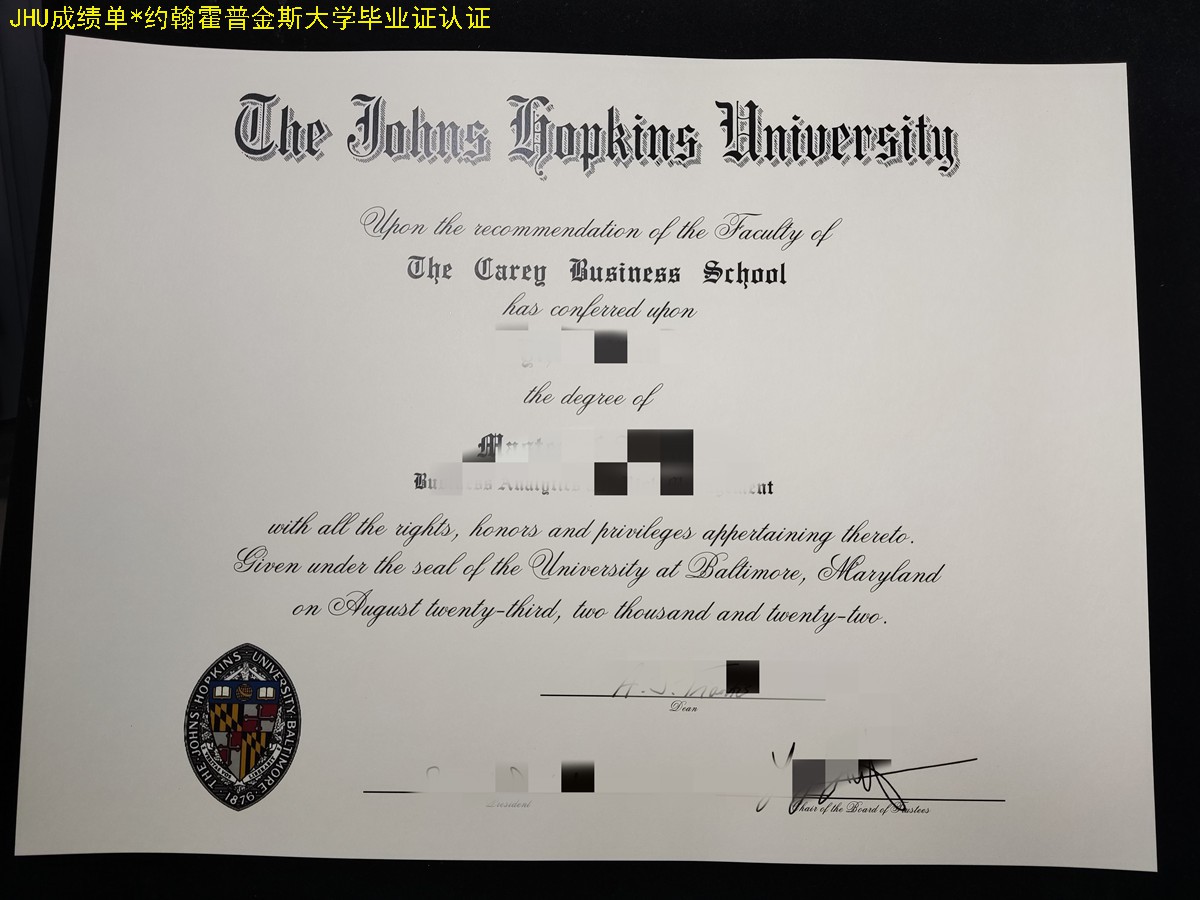 JHU成绩单*约翰霍普金斯大学毕业证认证
The Johns Hopkins University
Upon the recommendation of the Faculty of
The Carey Business School
has conferred upon
the degree of
with all the rights, honors and privileges appertaining thereto.
Given under the seal of the University at Baltimore, Maryland
on August twenty-third, two thousand and twenty-two.
THE JOHNS HOPKINS UNIVERSITY BALTIMORE
1876
Dean
President
Chair of the Board of Trustees